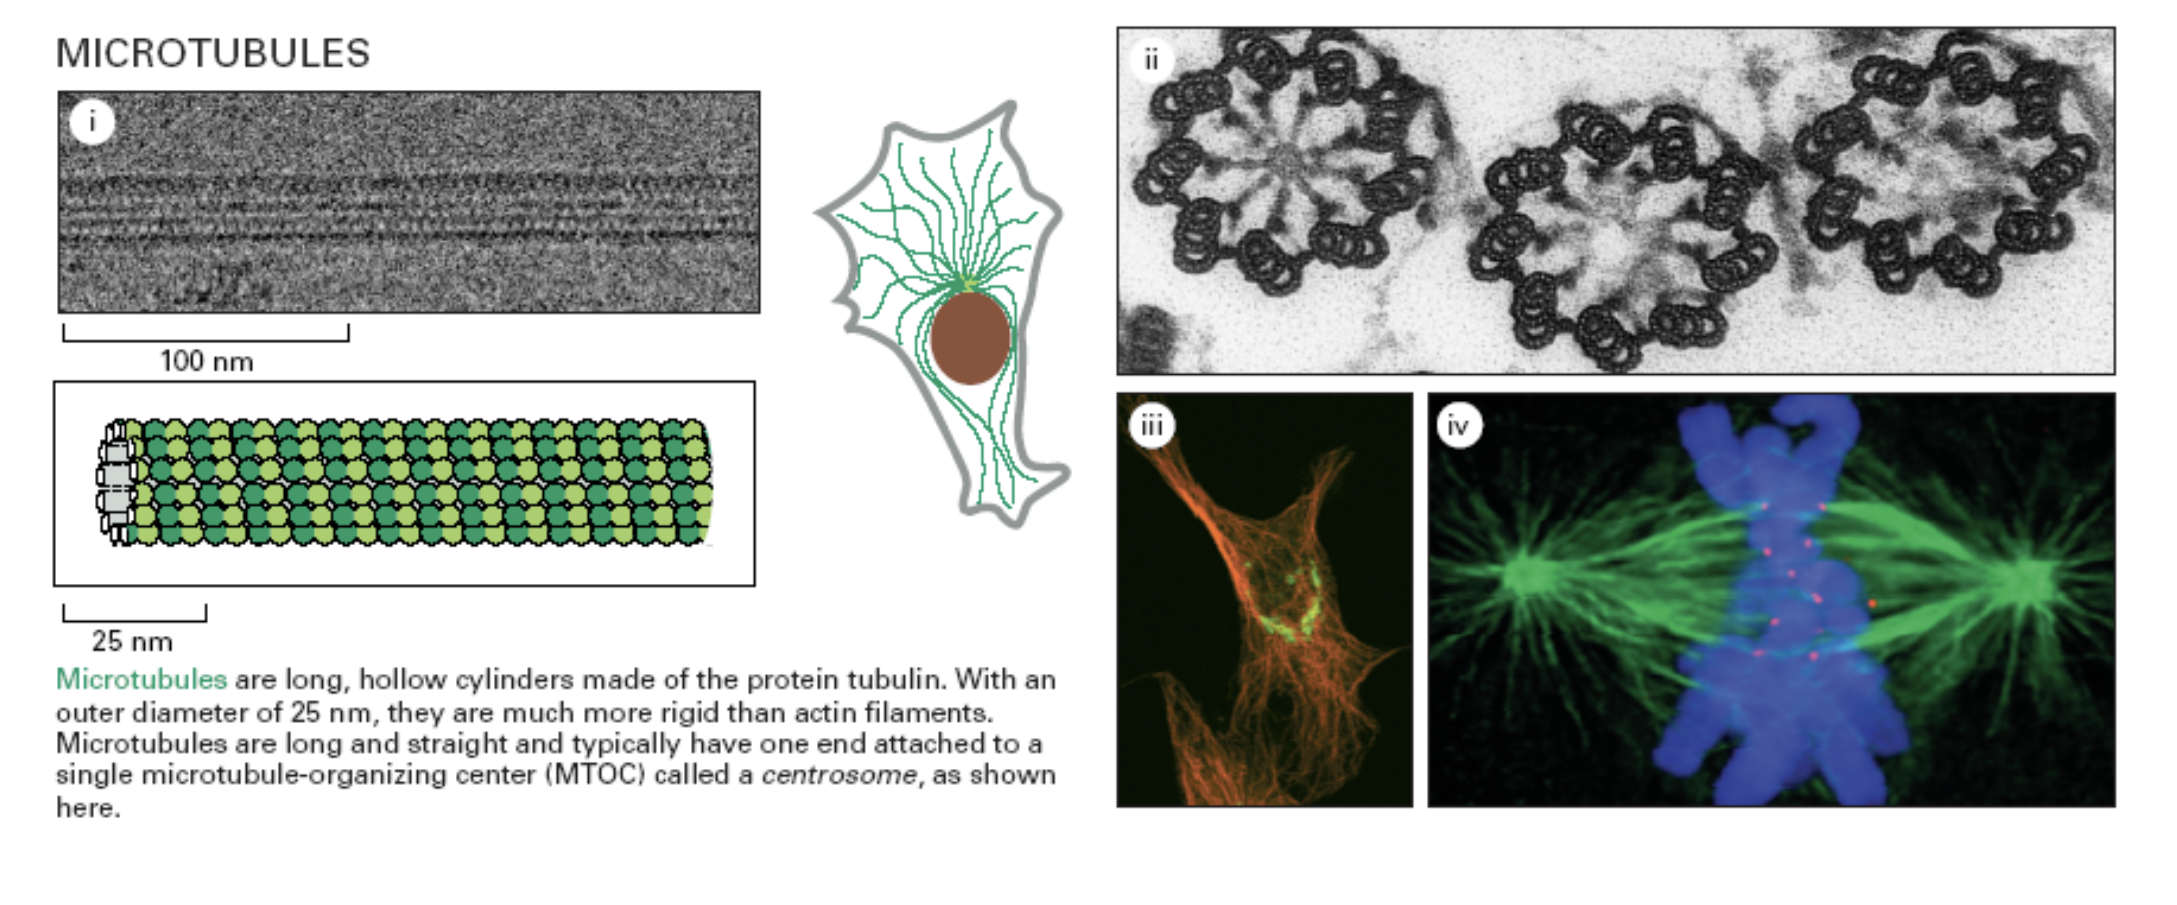 MICROTUBULES
i
100 nm
25 nm
Microtubules are long, hollow cylinders made of the protein tubulin. With an
outer diameter of 25 nm, they are much more rigid than actin filaments.
Microtubules are long and straight and typically have one end attached to a
single microtubule-organizing center (MTOC) called a centrosome, as shown
here.
ii
iii
iv